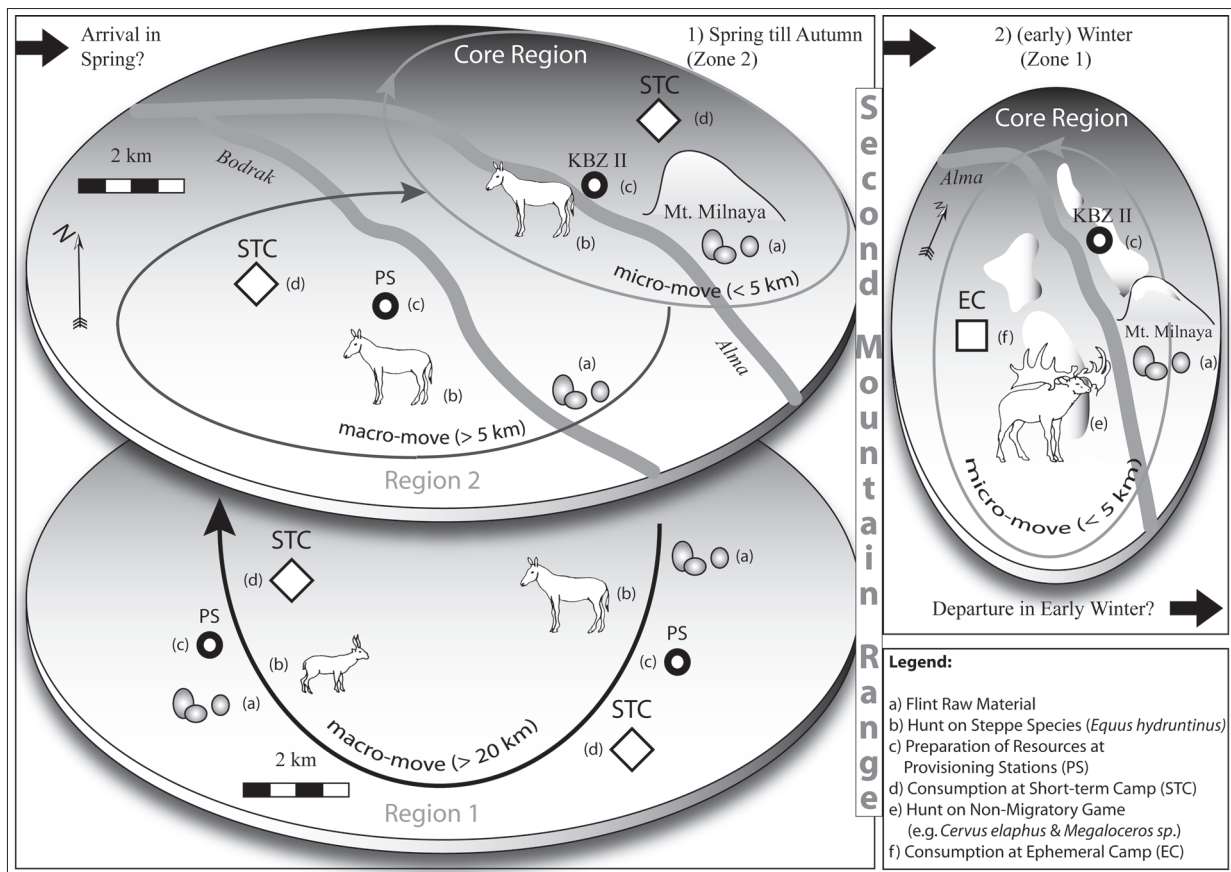 Arrival in
Spring?
1) Spring till Autumn
(Zone 2)
Core Region
STC
(d)
2 km
Bodrak
KBZ II
(c)
Mt. Milnaya
(b)
(a)
N
STC
(d)
PS
(c)
micro-move (< 5 km)
(b)
(a)
Alma
macro-move (> 5 km)
Region 2
STC
(d)
(a)
(b)
PS
(c)
(b)
PS
(c)
(a)
STC
(d)
macro-move (> 20 km)
2 km
Region 1
Second Mountain Range
2) (early) Winter
(Zone 1)
Core Region
Alma
N
KBZ II
(c)
EC
(f)
Mt. Milnaya
(a)
(e)
micro-move (< 5 km)
Departure in Early Winter?
Legend:
a) Flint Raw Material
b) Hunt on Steppe Species (Equus hydruntinus)
c) Preparation of Resources at
Provisioning Stations (PS)
d) Consumption at Short-term Camp (STC)
e) Hunt on Non-Migratory Game
(e.g. Cervus elaphus & Megaloceros sp.)
f) Consumption at Ephemeral Camp (EC)